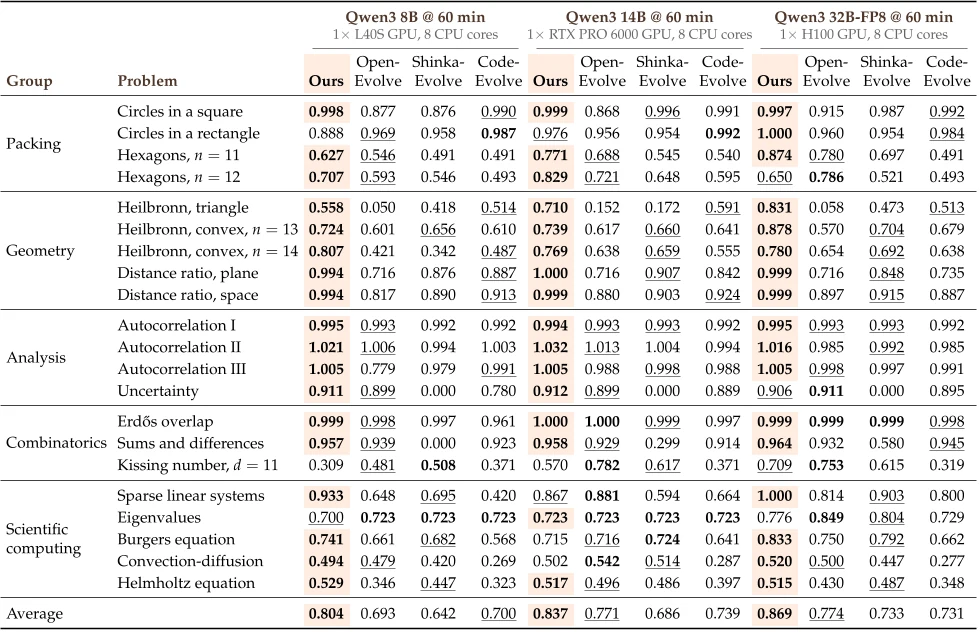 Qwen3 8B @ 60 min Qwen3 14B @ 60 min Qwen3 32B-FP8 @ 60 min
1× L40S GPU, 8 CPU cores 1× RTX PRO 6000 GPU, 8 CPU cores 1× H100 GPU, 8 CPU cores
Open- Shinka- Code- Open- Shinka- Code- Open- Shinka- Code-
Group Problem Ours Evolve Evolve Evolve Ours Evolve Evolve Evolve Ours Evolve Evolve Evolve
Packing
Circles in a square 0.998 0.877 0.876 0.990 0.999 0.868 0.996 0.991 0.997 0.915 0.987 0.992
Circles in a rectangle 0.888 0.969 0.958 0.987 0.976 0.956 0.954 0.992 1.000 0.960 0.954 0.984
Hexagons, n = 11 0.627 0.546 0.491 0.491 0.771 0.688 0.545 0.540 0.874 0.780 0.697 0.491
Hexagons, n = 12 0.707 0.593 0.546 0.493 0.829 0.721 0.648 0.595 0.650 0.786 0.521 0.493
Geometry
Heilbronn, triangle 0.558 0.050 0.418 0.514 0.710 0.152 0.172 0.591 0.831 0.058 0.473 0.513
Heilbronn, convex, n = 13 0.724 0.601 0.656 0.610 0.739 0.617 0.660 0.641 0.878 0.570 0.704 0.679
Heilbronn, convex, n = 14 0.807 0.421 0.342 0.487 0.769 0.638 0.659 0.555 0.780 0.654 0.692 0.638
Distance ratio, plane 0.994 0.716 0.876 0.887 1.000 0.716 0.907 0.842 0.999 0.716 0.848 0.735
Distance ratio, space 0.994 0.817 0.890 0.913 0.999 0.880 0.903 0.924 0.999 0.897 0.915 0.887
Analysis
Autocorrelation I 0.995 0.993 0.992 0.992 0.994 0.993 0.993 0.992 0.995 0.993 0.993 0.992
Autocorrelation II 1.021 1.006 0.994 1.003 1.032 1.013 1.004 0.994 1.016 0.985 0.992 0.985
Autocorrelation III 1.005 0.779 0.979 0.991 1.005 0.988 0.998 0.988 1.005 0.998 0.997 0.991
Uncertainty 0.911 0.899 0.000 0.780 0.912 0.899 0.000 0.889 0.906 0.911 0.000 0.895
Combinatorics
Erdős overlap 0.999 0.998 0.997 0.961 1.000 1.000 0.999 0.997 0.999 0.999 0.999 0.998
Sums and differences 0.957 0.939 0.000 0.923 0.958 0.929 0.299 0.914 0.964 0.932 0.580 0.945
Kissing number, d = 11 0.309 0.481 0.508 0.371 0.570 0.782 0.617 0.371 0.709 0.753 0.615 0.319
Scientific
computing
Sparse linear systems 0.933 0.648 0.695 0.420 0.867 0.881 0.594 0.664 1.000 0.814 0.903 0.800
Eigenvalues 0.700 0.723 0.723 0.723 0.723 0.723 0.723 0.723 0.776 0.849 0.804 0.729
Burgers equation 0.741 0.661 0.682 0.568 0.715 0.716 0.724 0.641 0.833 0.750 0.792 0.662
Convection-diffusion 0.494 0.479 0.420 0.269 0.502 0.542 0.514 0.287 0.520 0.500 0.447 0.277
Helmholtz equation 0.529 0.346 0.447 0.323 0.517 0.496 0.486 0.397 0.515 0.430 0.487 0.348
Average 0.804 0.693 0.642 0.700 0.837 0.771 0.686 0.739 0.869 0.774 0.733 0.731